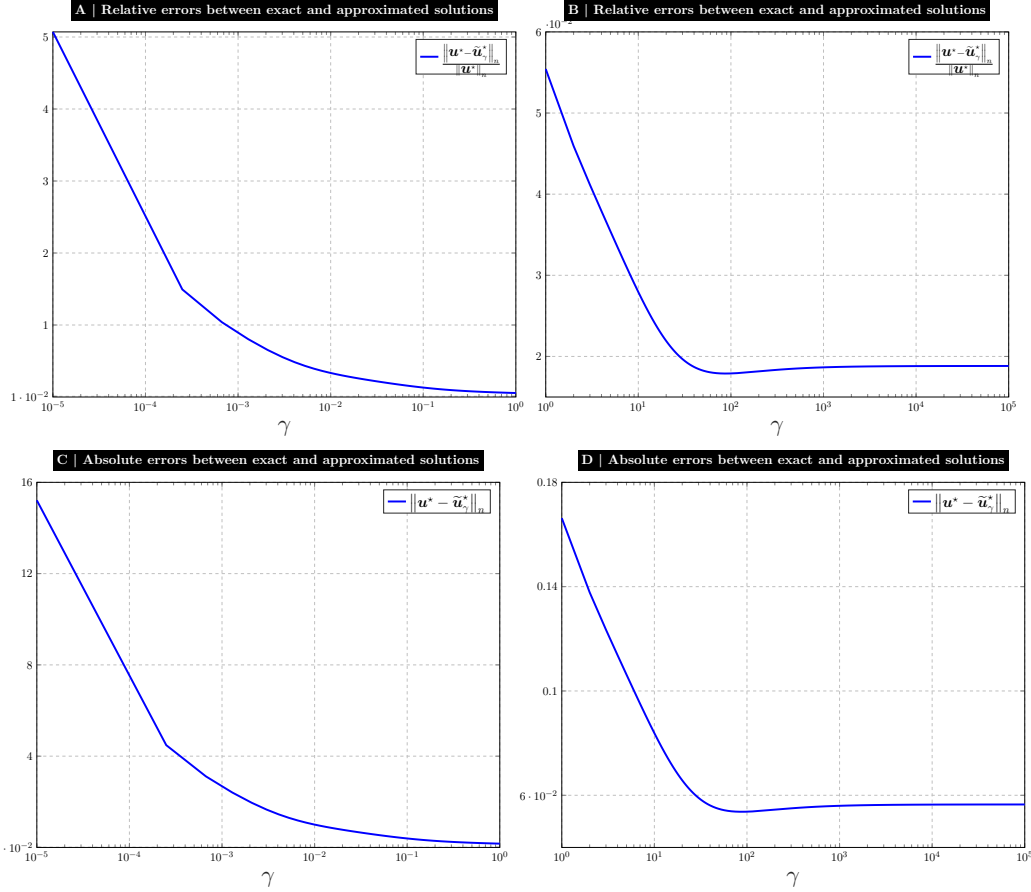 A | Relative errors between exact and approximated solutions
5
4
3
2
1
1 · 10⁻²
10⁻⁵ 10⁻⁴ 10⁻³ 10⁻² 10⁻¹ 10⁰
γ
‖u⋆−ũ⋆γ‖ₙ
‖u⋆‖ₙ
B | Relative errors between exact and approximated solutions
6
5
4
3
2
10⁰ 10¹ 10² 10³ 10⁴ 10⁵
γ
‖u⋆−ũ⋆γ‖ₙ
‖u⋆‖ₙ
C | Absolute errors between exact and approximated solutions
16
12
8
4
· 10⁻²
10⁻⁵ 10⁻⁴ 10⁻³ 10⁻² 10⁻¹ 10⁰
γ
‖u⋆ − ũ⋆γ‖ₙ
D | Absolute errors between exact and approximated solutions
0.18
0.14
0.1
6 · 10⁻²
10⁰ 10¹ 10² 10³ 10⁴ 10⁵
γ
‖u⋆ − ũ⋆γ‖ₙ